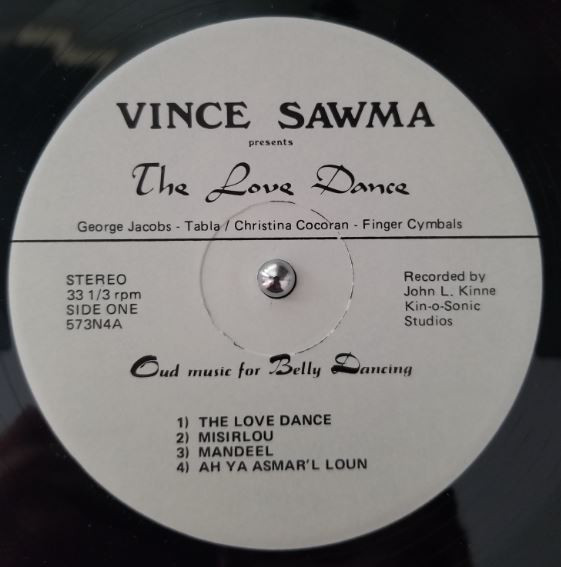 VINCE SAWMA
presents
The Love Dance
George Jacobs - Tabla / Christina Cocoran - Finger Cymbals
STEREO
33 1/3 rpm
SIDE ONE
573N4A
Recorded by
John L. Kinne
Kin-o-Sonic
Studios
Oud music for Belly Dancing
1) THE LOVE DANCE
2) MISIRLOU
3) MANDEEL
4) AH YA ASMAR'L LOUN